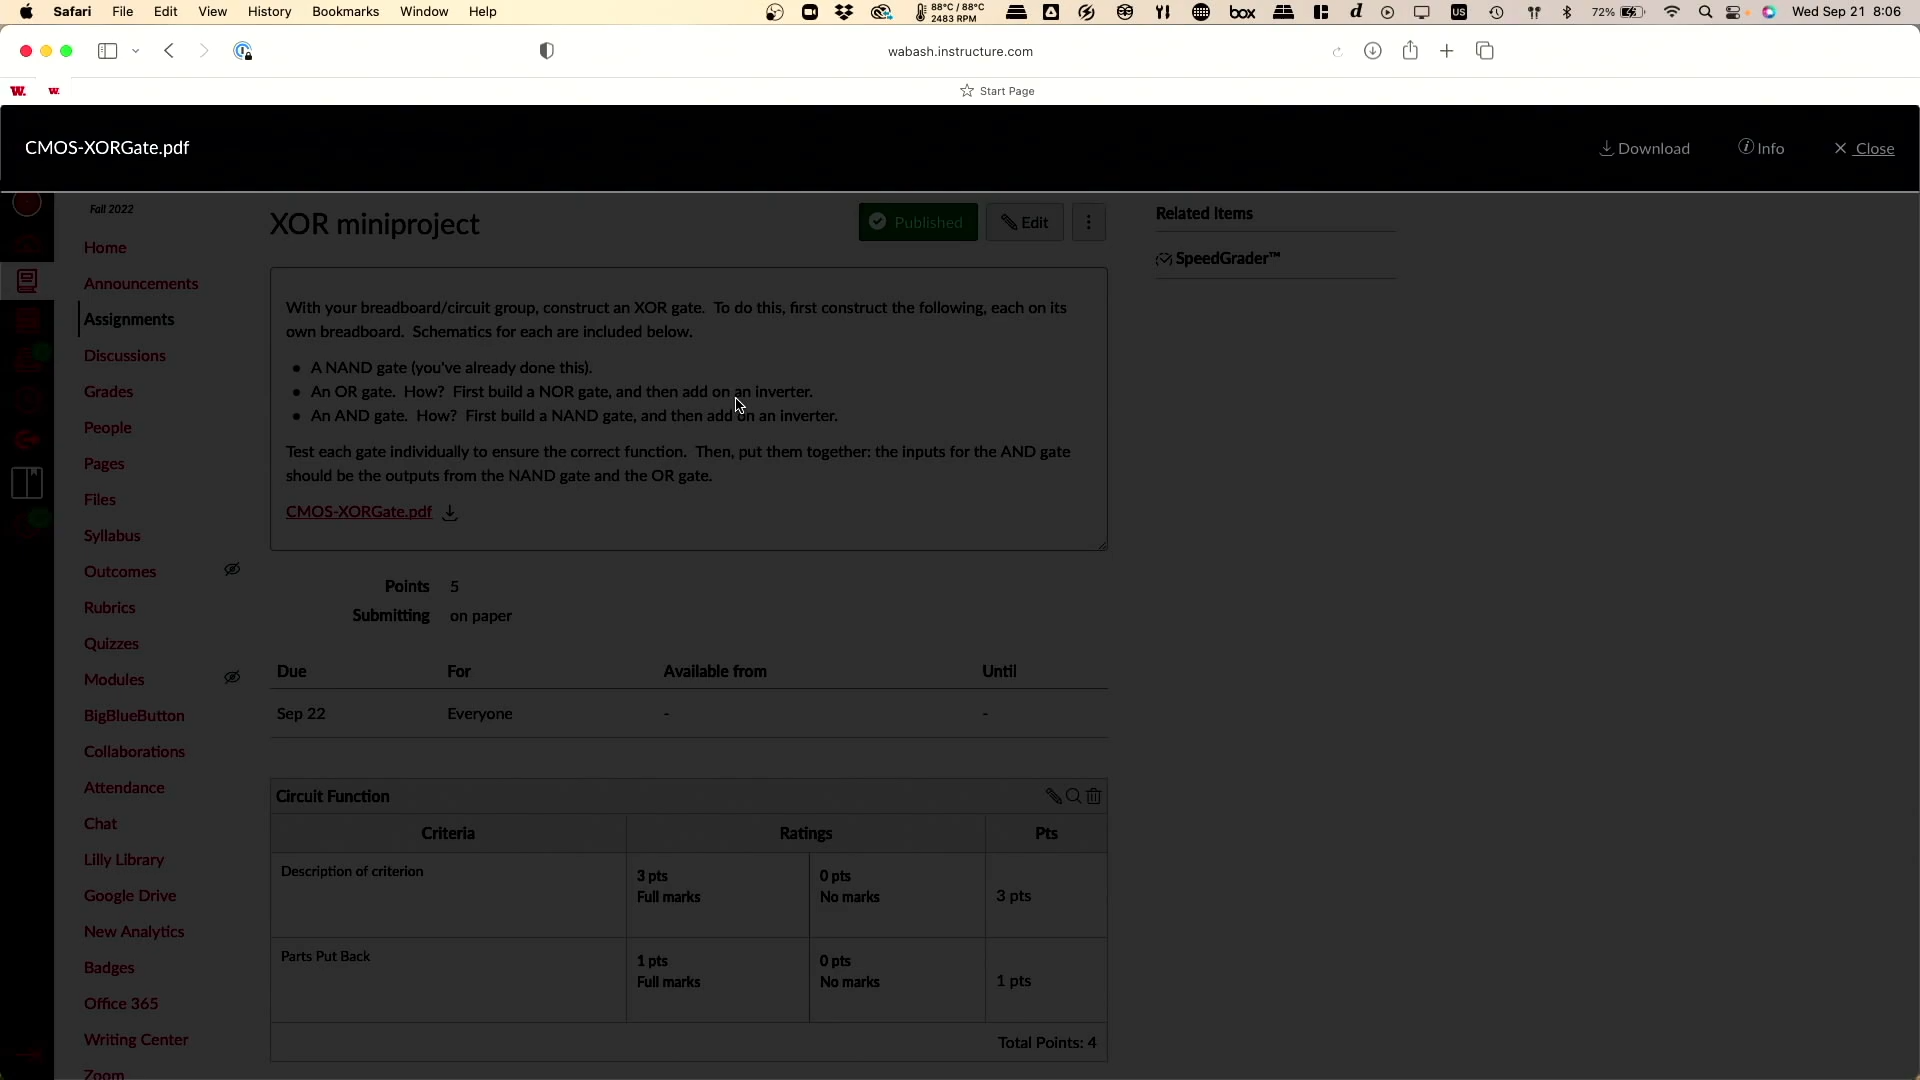 Safari File Edit View History Bookmarks Window Help
88°C / 88°C
2483 RPM
box
d
US
72%
Wed Sep 21 8:06
wabash.instructure.com
W.
W.
Start Page
CMOS-XORGate.pdf
Download
Info
Close
Fall 2022
Home
Announcements
Assignments
Discussions
Grades
People
Pages
Files
Syllabus
Outcomes
Rubrics
Quizzes
Modules
BigBlueButton
Collaborations
Attendance
Chat
Lilly Library
Google Drive
New Analytics
Badges
Office 365
Writing Center
Zoom
XOR miniproject
Published
Edit
With your breadboard/circuit group, construct an XOR gate. To do this, first construct the following, each on its
own breadboard. Schematics for each are included below.
• A NAND gate (you've already done this).
• An OR gate. How? First build a NOR gate, and then add on an inverter.
• An AND gate. How? First build a NAND gate, and then add on an inverter.
Test each gate individually to ensure the correct function. Then, put them together: the inputs for the AND gate
should be the outputs from the NAND gate and the OR gate.
CMOS-XORGate.pdf
Points 5
Submitting on paper
Due For Available from Until
Sep 22 Everyone - -
Circuit Function
Criteria Ratings Pts
Description of criterion
3 pts
Full marks
0 pts
No marks
3 pts
Parts Put Back
1 pts
Full marks
0 pts
No marks
1 pts
Total Points: 4
Related Items
SpeedGrader™